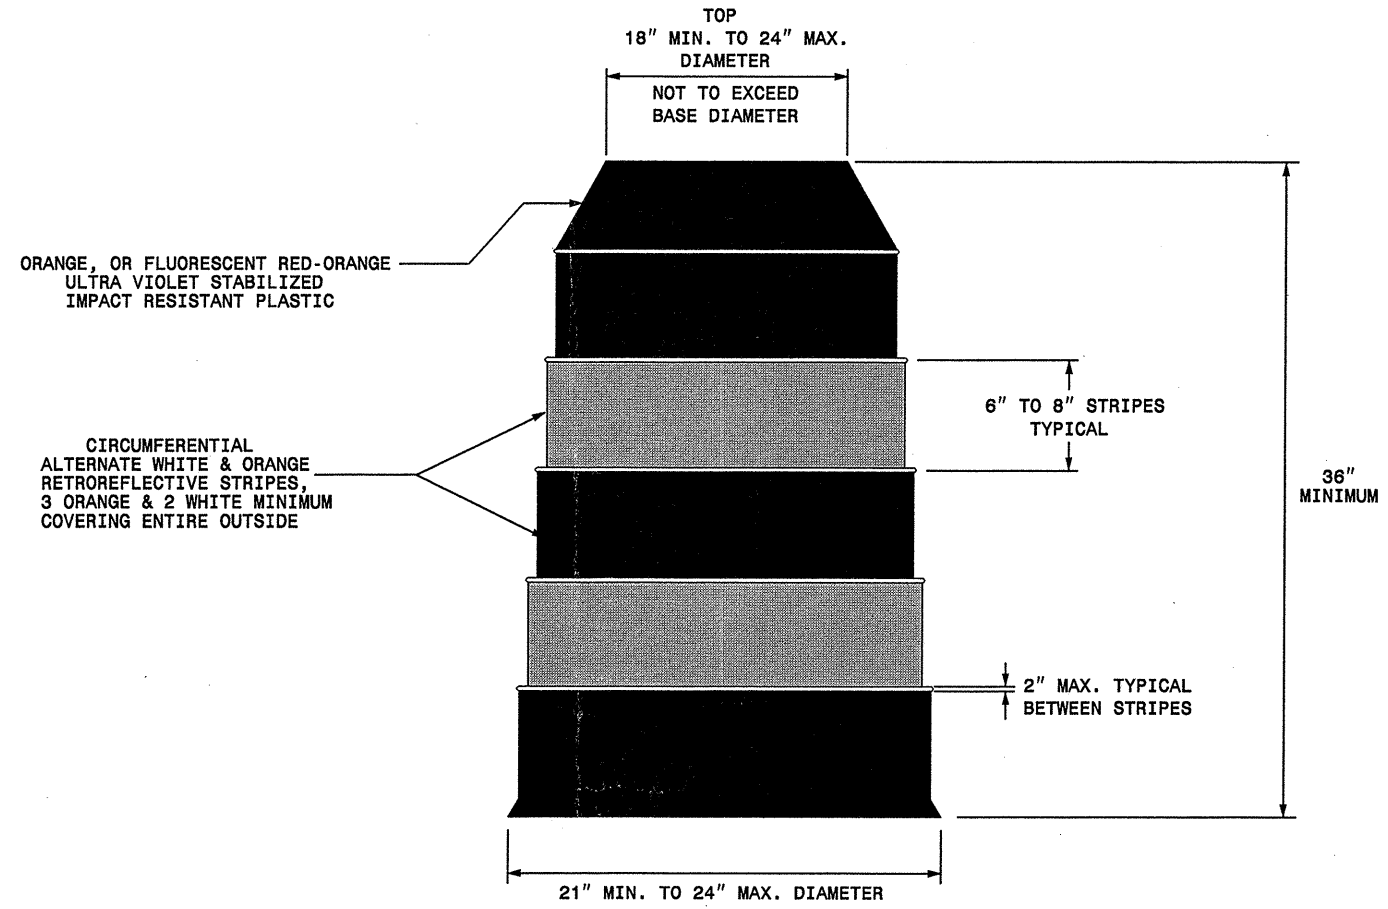 TOP
18" MIN. TO 24" MAX.
DIAMETER
NOT TO EXCEED
BASE DIAMETER
ORANGE, OR FLUORESCENT RED-ORANGE
ULTRA VIOLET STABILIZED
IMPACT RESISTANT PLASTIC
6" TO 8" STRIPES
TYPICAL
CIRCUMFERENTIAL
ALTERNATE WHITE & ORANGE
RETROREFLECTIVE STRIPES,
3 ORANGE & 2 WHITE MINIMUM
COVERING ENTIRE OUTSIDE
36"
MINIMUM
2" MAX. TYPICAL
BETWEEN STRIPES
21" MIN. TO 24" MAX. DIAMETER